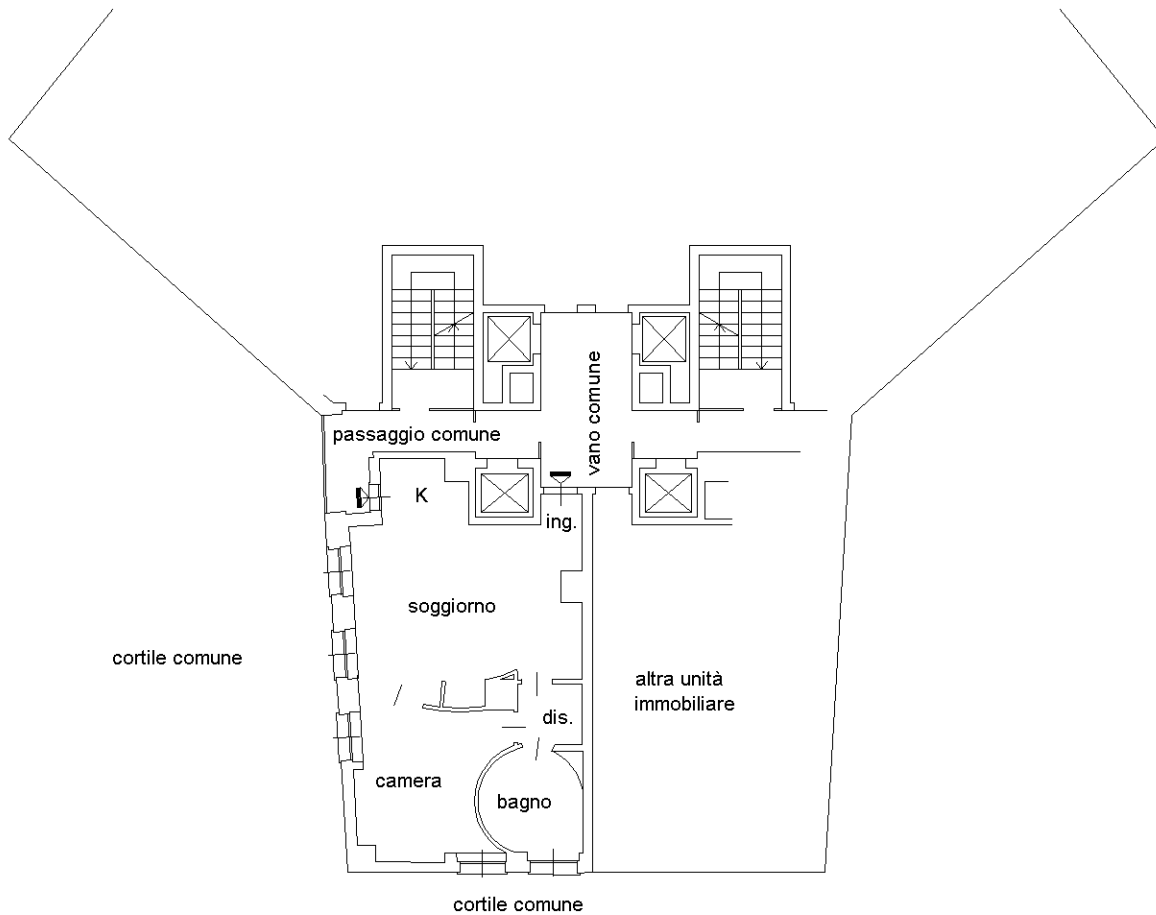 vano comune
passaggio comune
K
ing.
soggiorno
cortile comune
altra unità
immobiliare
dis.
camera
bagno
cortile comune